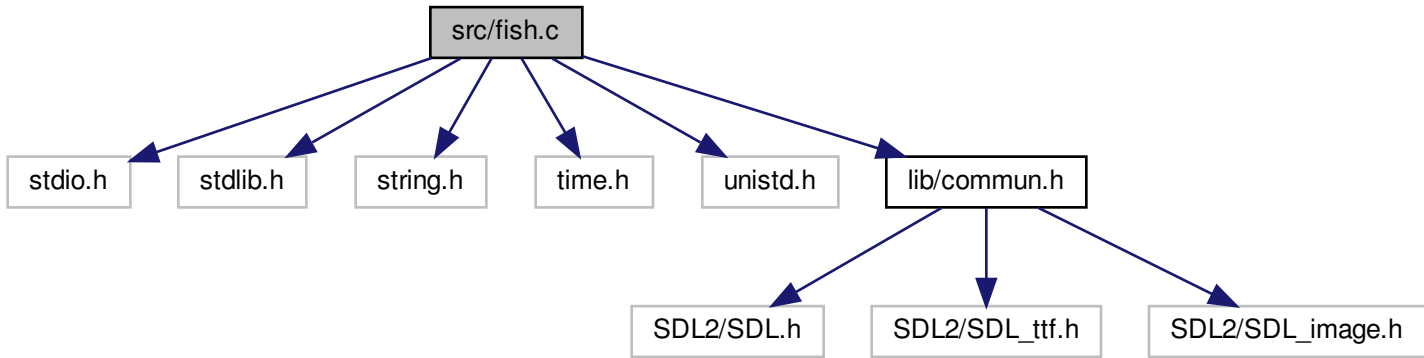 src/fish.c
stdio.h
stdlib.h
string.h
time.h
unistd.h
lib/commun.h
SDL2/SDL.h
SDL2/SDL_ttf.h
SDL2/SDL_image.h